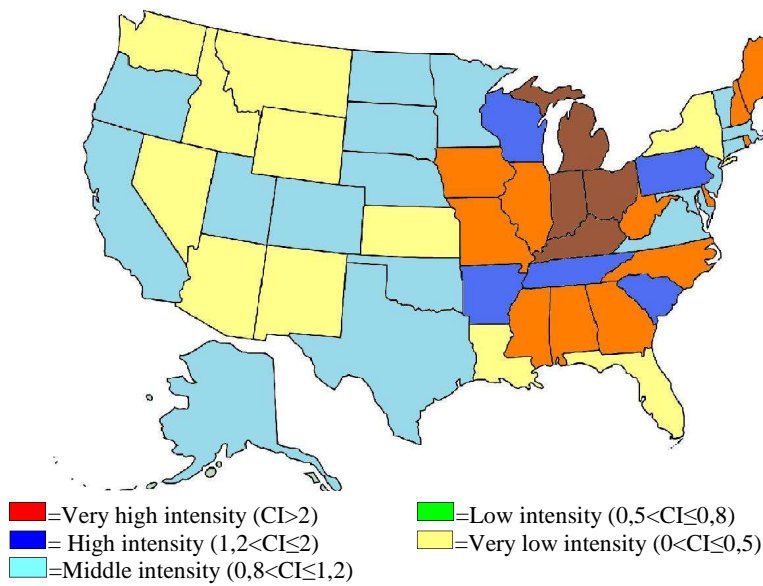 =Very high intensity (CI>2)
=Low intensity (0,5<CI≤0,8)
= High intensity (1,2<CI≤2)
=Very low intensity (0<CI≤0,5)
=Middle intensity (0,8<CI≤1,2)